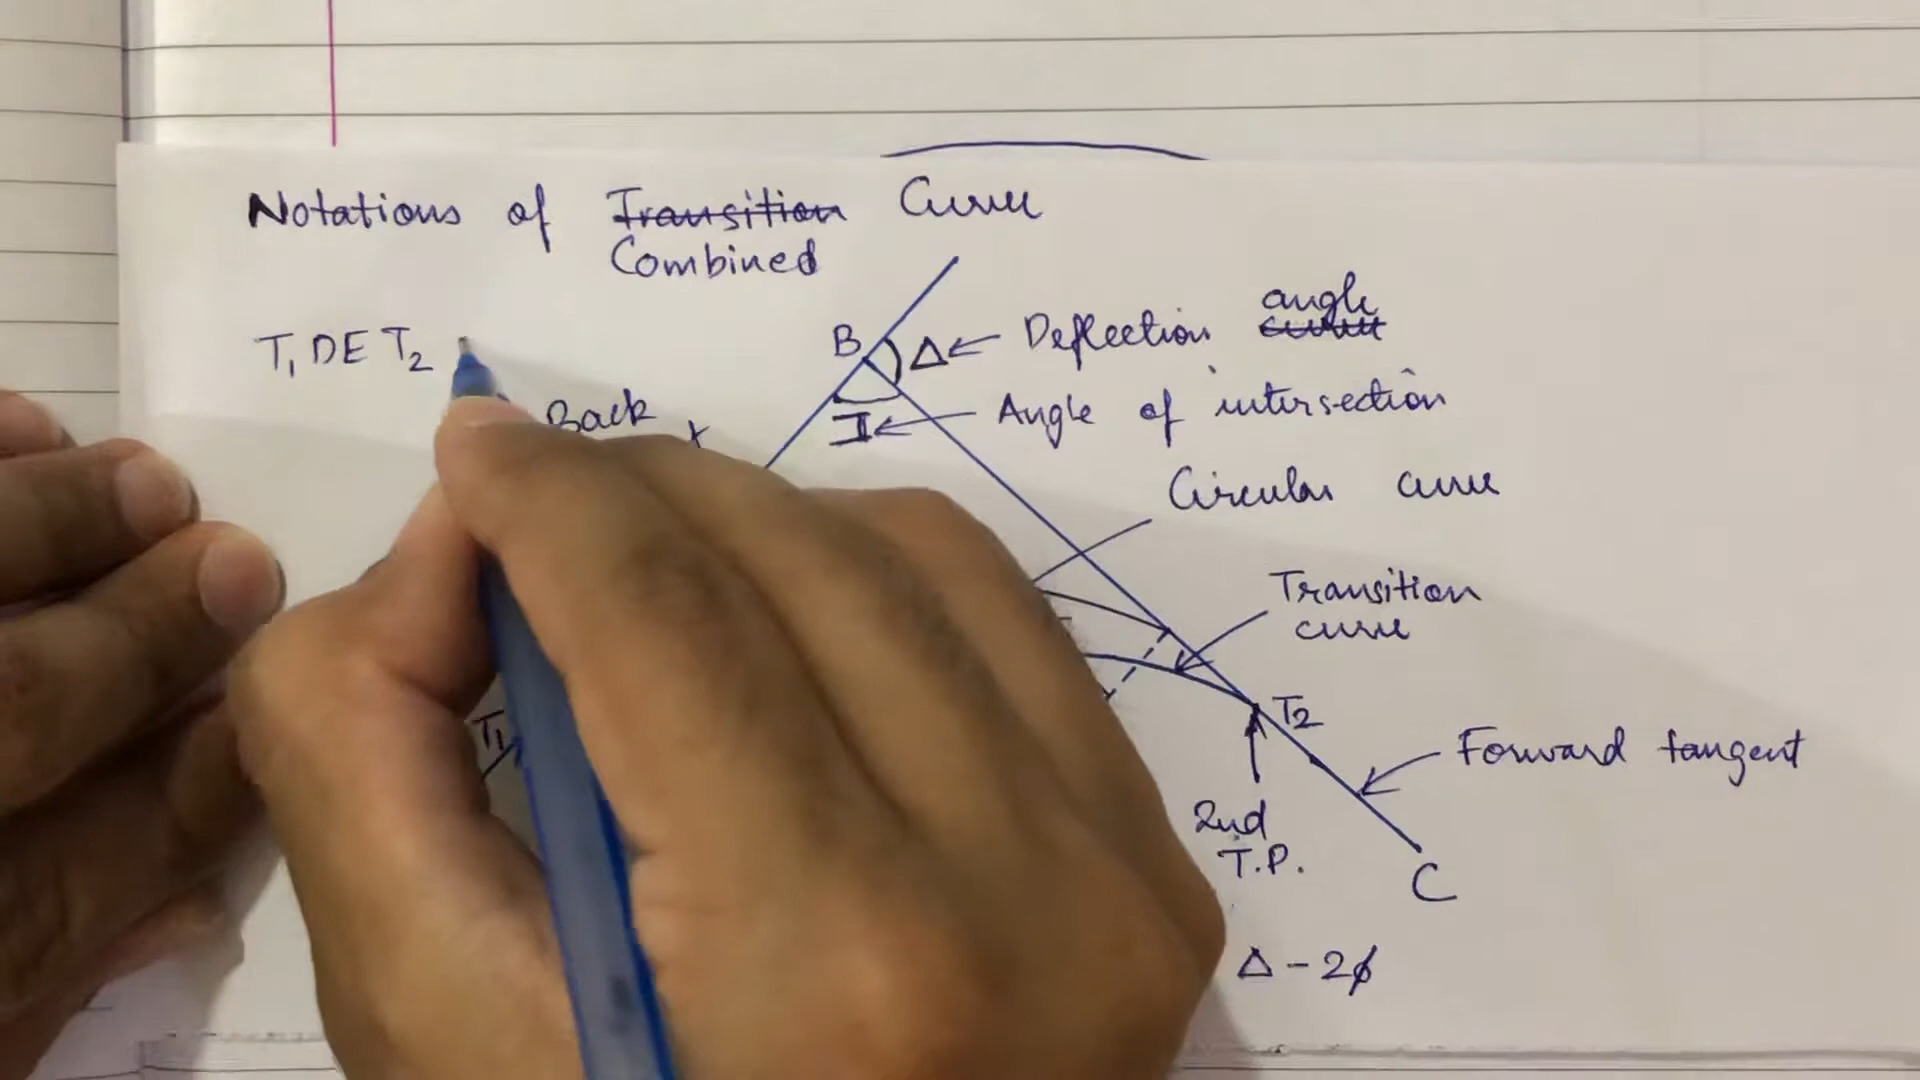 Notations of Transition Curve
Combined
T1 DE T2
B Δ Deflection angle
curve
Back
I Angle of intersection
Circular curve
Transition
curve
T1
T2
Forward tangent
2nd
T.P.
C
Δ - 2ϕ